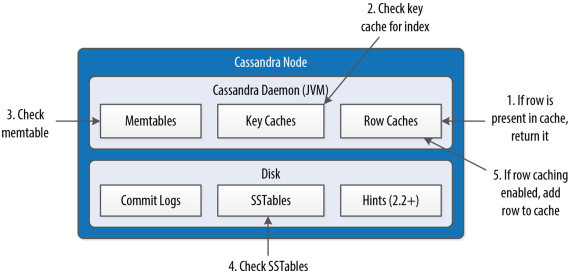 2. Check key
cache for index
Cassandra Node
Cassandra Daemon (JVM)
3. Check
memtable
Memtables
Key Caches
Row Caches
1. If row is
present in cache,
return it
Disk
Commit Logs
SSTables
Hints (2.2+)
5. If row caching
enabled, add
row to cache
4. Check SSTables